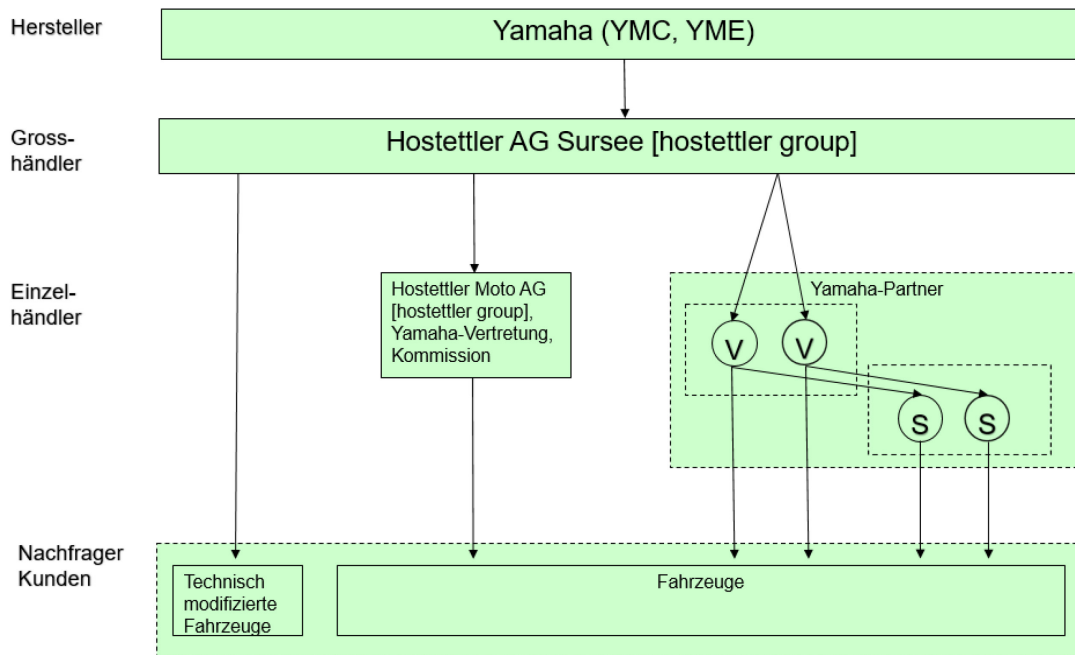 Hersteller
Yamaha (YMC, YME)
Gross-
händler
Hostettler AG Sursee [hostettler group]
Einzel-
händler
Hostettler Moto AG
[hostettler group],
Yamaha-Vertretung,
Kommission
Yamaha-Partner
V
V
S
S
Nachfrager
Kunden
Technisch
modifizierte
Fahrzeuge
Fahrzeuge